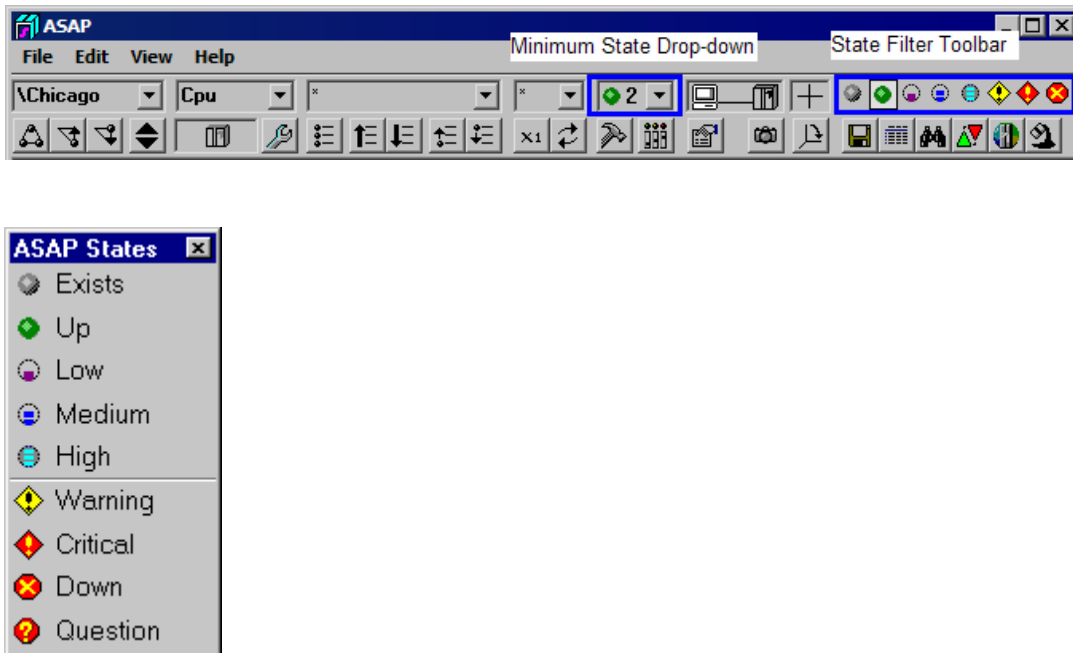 ASAP
File Edit View Help
Minimum State Drop-down
State Filter Toolbar
\Chicago Cpu * * 2
x1
ASAP States
Exists
Up
Low
Medium
High
Warning
Critical
Down
Question